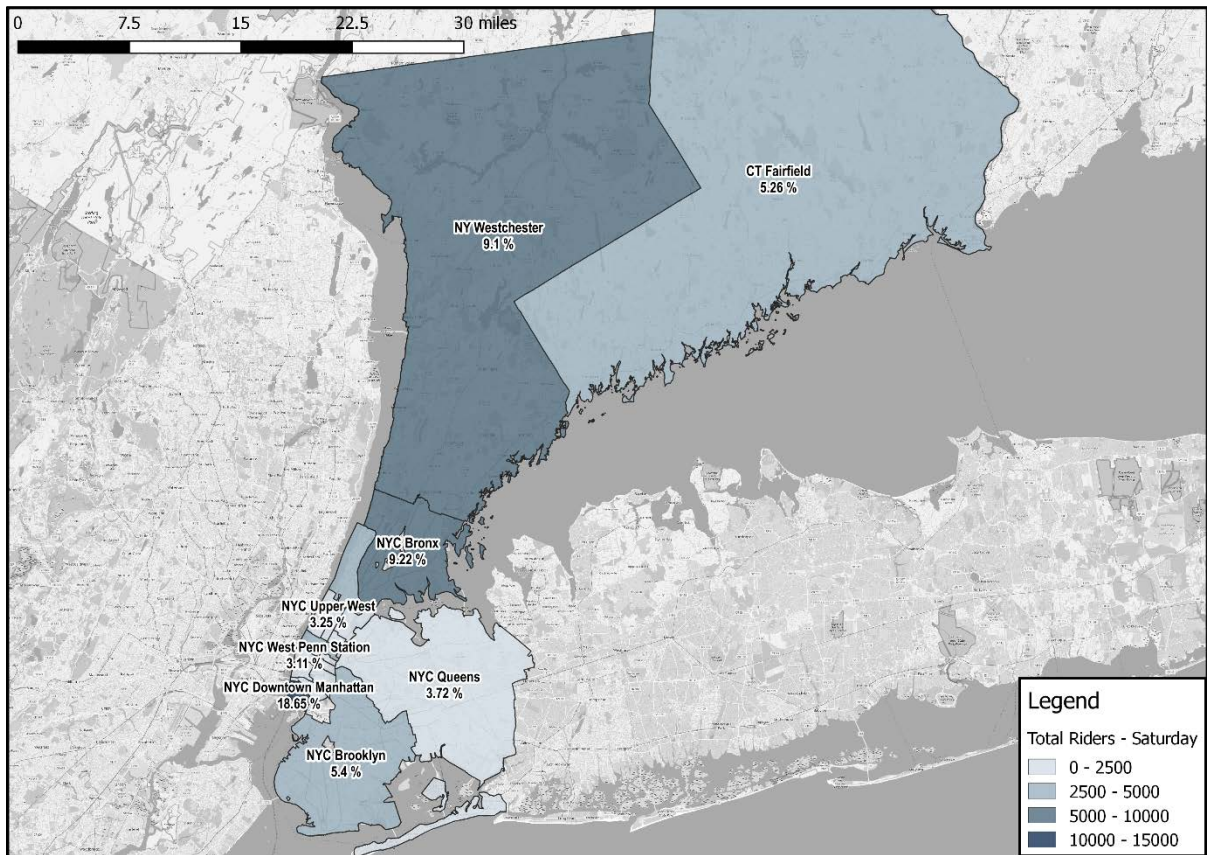 0 7.5 15 22.5 30 miles
CT Fairfield
5.26 %
NY Westchester
9.1 %
NYC Bronx
9.22 %
NYC Upper West
3.25 %
NYC West Penn Station
3.11 %
NYC Queens
3.72 %
NYC Downtown Manhattan
18.65 %
NYC Brooklyn
5.4 %
Legend
Total Riders - Saturday
0 - 2500
2500 - 5000
5000 - 10000
10000 - 15000